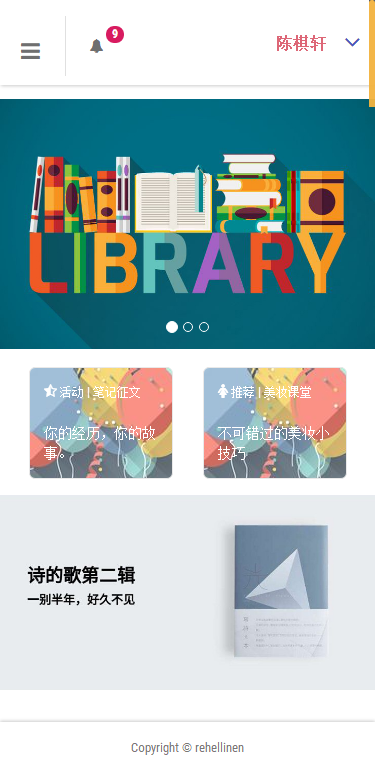 9
陈棋轩
LIBRARY
活动 | 笔记征文
你的经历，你的故
事。
推荐 | 美妆课堂
不可错过的美妆小
技巧
诗的歌第二辑
一别半年，好久不见
Copyright © rehellinen